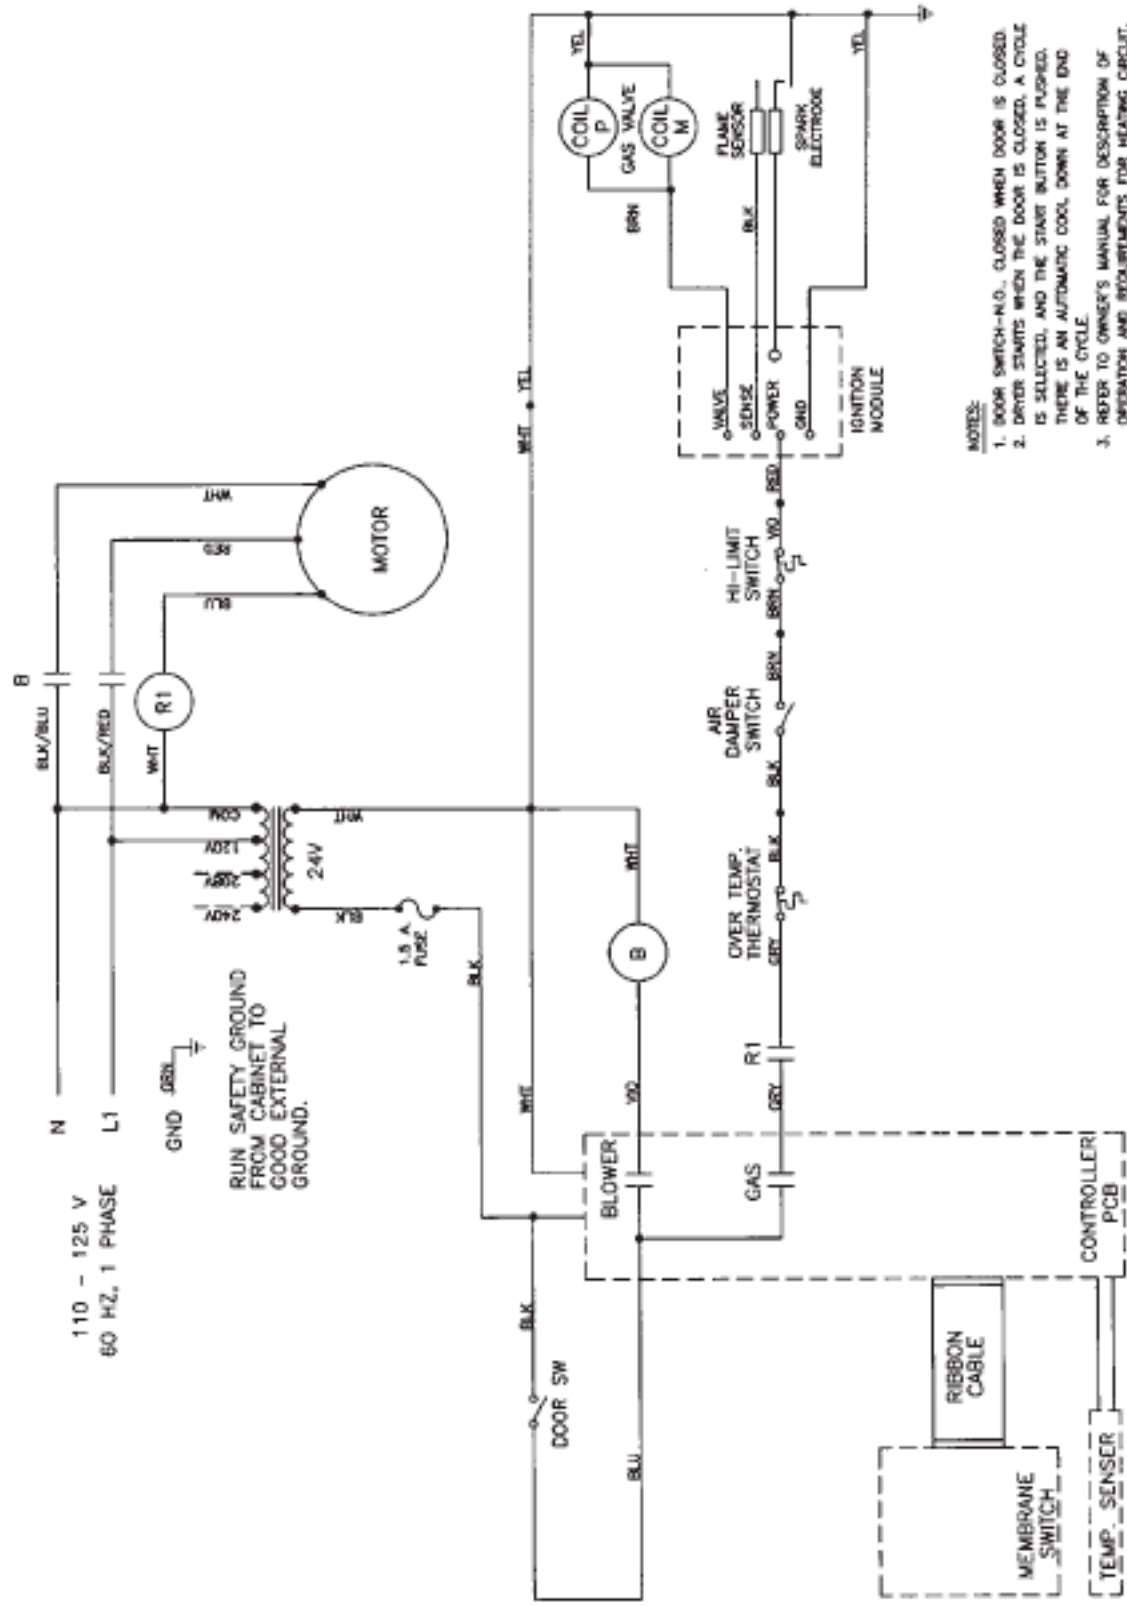 110 - 125 V
60 HZ, 1 PHASE
N
L1
GND
GRN
RUN SAFETY GROUND
FROM CABINET TO
GOOD EXTERNAL
GROUND.
BLK/BLU
B
WHT
BLK/RED
RED
WHT
R1
BLU
MOTOR
240V
208V
120V
COM
24V
BLK
WHT
1.5 A.
FUSE
BLK
WHT
WHT
YEL
BLK
DOOR SW
BLU
BLOWER
VIO
B
WHT
GAS
GRY
R1
GRY
OVER TEMP.
THERMOSTAT
BLK
BLK
AIR
DAMPER
SWITCH
BRN
BRN
HI-LIMIT
SWITCH
VIO
RED
VALVE
SENSE
POWER
GND
IGNITION
MODULE
BRN
COIL
P
GAS VALVE
COIL
M
YEL
BLK
FLAME
SENSOR
SPARK
ELECTRODE
YEL
CONTROLLER
PCB
RIBBON
CABLE
MEMBRANE
SWITCH
TEMP. SENSER
NOTES:
1. DOOR SWITCH-N.O., CLOSED WHEN DOOR IS CLOSED.
2. DRYER STARTS WHEN THE DOOR IS CLOSED, A CYCLE
IS SELECTED, AND THE START BUTTON IS PUSHED.
THERE IS AN AUTOMATIC COOL DOWN AT THE END
OF THE CYCLE.
3. REFER TO OWNER'S MANUAL FOR DESCRIPTION OF
OPERATION AND REQUIREMENTS FOR HEATING CIRCUIT.